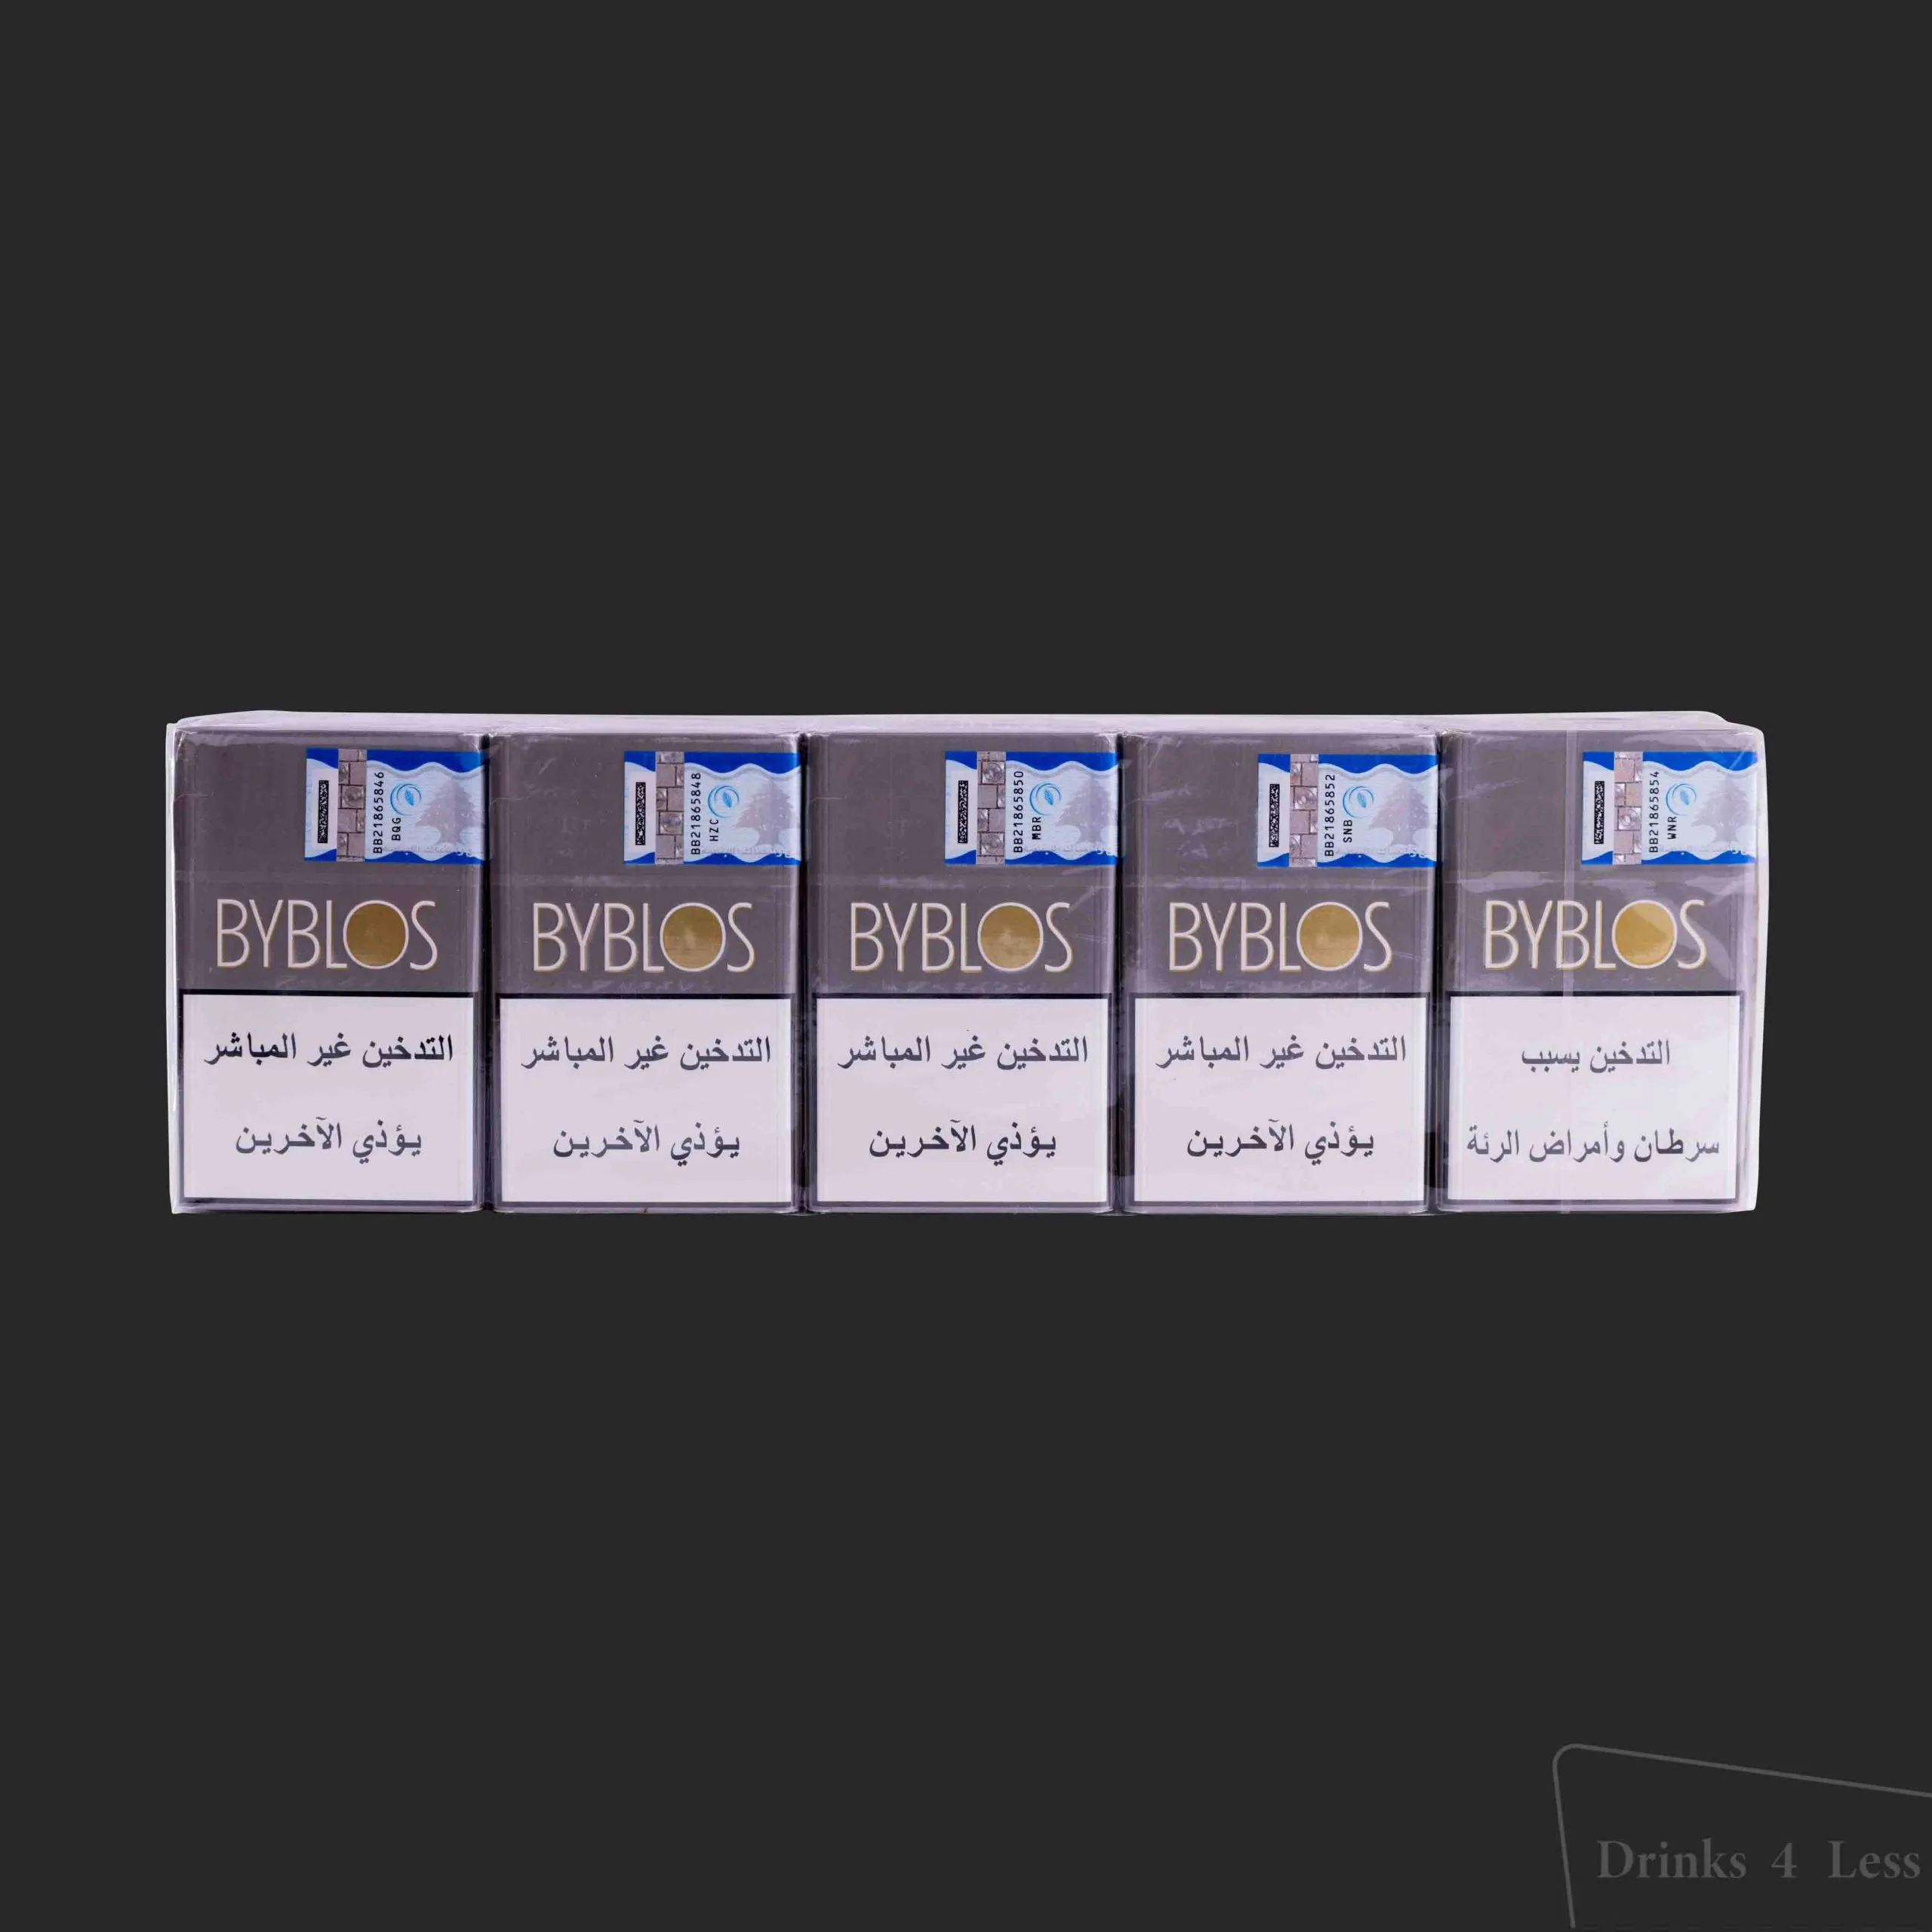 BB21865846
BQG
BB21865848
HZC
BB21865850
MBR
BB21865852
SNB
BB21865854
WNR
BYBLOS
BYBLOS
BYBLOS
BYBLOS
BYBLOS
التدخين غير المباشر
يؤذي الآخرين
التدخين غير المباشر
يؤذي الآخرين
التدخين غير المباشر
يؤذي الآخرين
التدخين غير المباشر
يؤذي الآخرين
التدخين يسبب
سرطان وأمراض الرئة
Drinks 4 Less